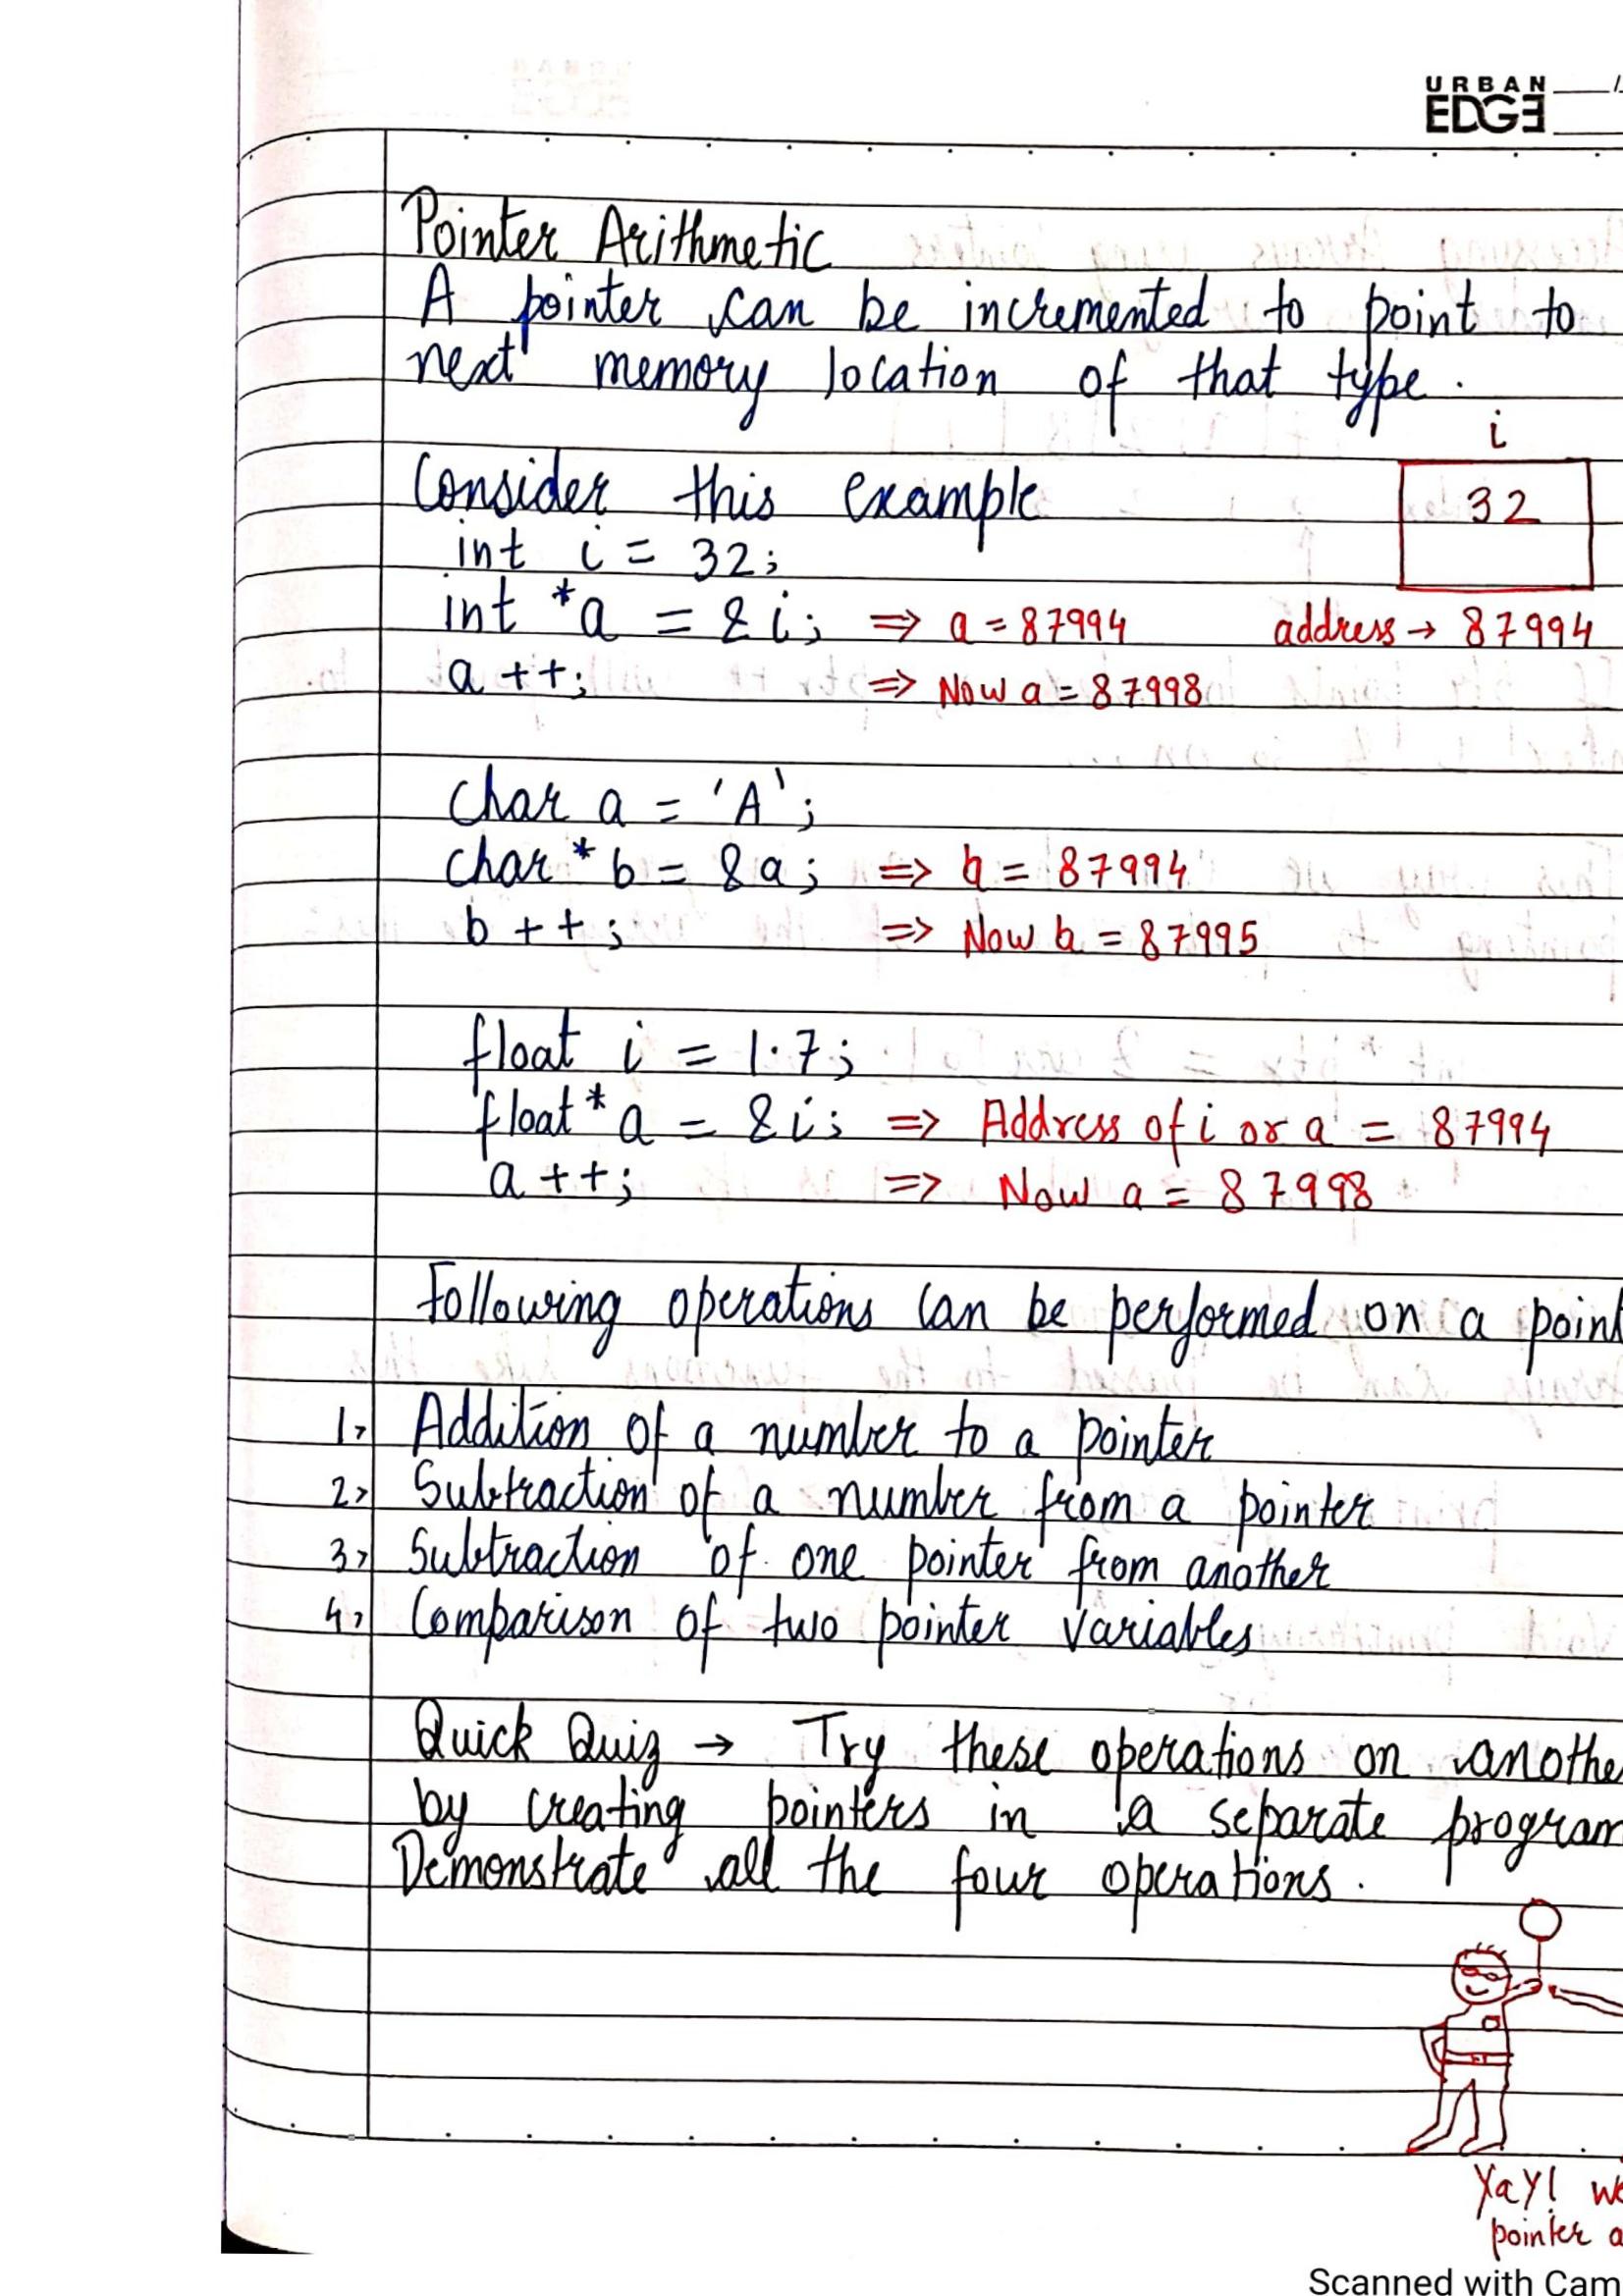 URBAN
EDGE
Pointer Arithmetic
A pointer can be incremented to point to
next memory location of that type.
i
Consider this example
32
int i = 32;
int *a = &i; => a = 87994 address → 87994
a ++; => Now a = 87998
char a = 'A';
char * b = &a; => b = 87994
b ++; => Now b = 87995
float i = 1.7;
float * a = &i; => Address of i or a = 87994
a ++; => Now a = 87998
Following operations can be performed on a point
1> Addition of a number to a pointer
2> Subtraction of a number from a pointer
3> Subtraction of one pointer from another
4> Comparison of two pointer variables
Quick Quiz → Try these operations on anothe
by creating pointers in a separate program
Demonstrate all the four operations.
Yay! we
pointer a
Scanned with Cam